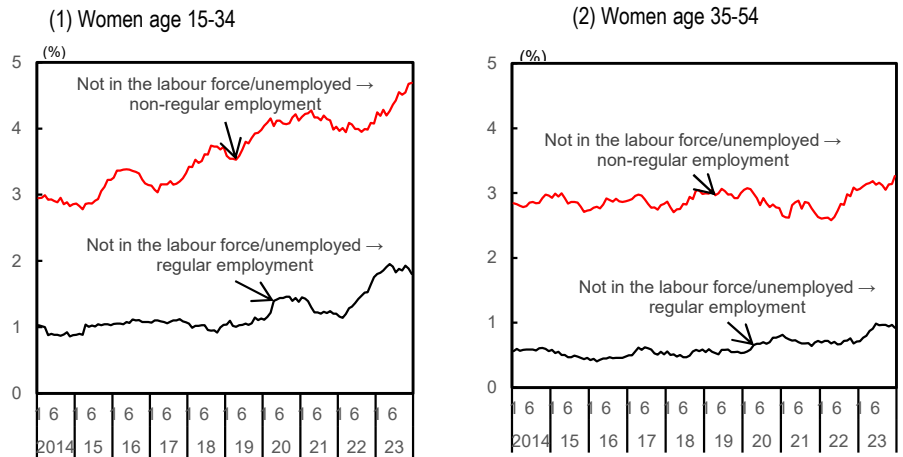 (1) Women age 15-34
(%)
5
4
3
2
1
0
Not in the labour force/unemployed →
non-regular employment
Not in the labour force/unemployed →
regular employment
1 6 1 6 1 6 1 6 1 6 1 6 1 6 1 6 1 6 1 6
2014 15 16 17 18 19 20 21 22 23
(2) Women age 35-54
(%)
5
4
3
2
1
0
Not in the labour force/unemployed →
non-regular employment
Not in the labour force/unemployed →
regular employment
1 6 1 6 1 6 1 6 1 6 1 6 1 6 1 6 1 6 1 6
2014 15 16 17 18 19 20 21 22 23